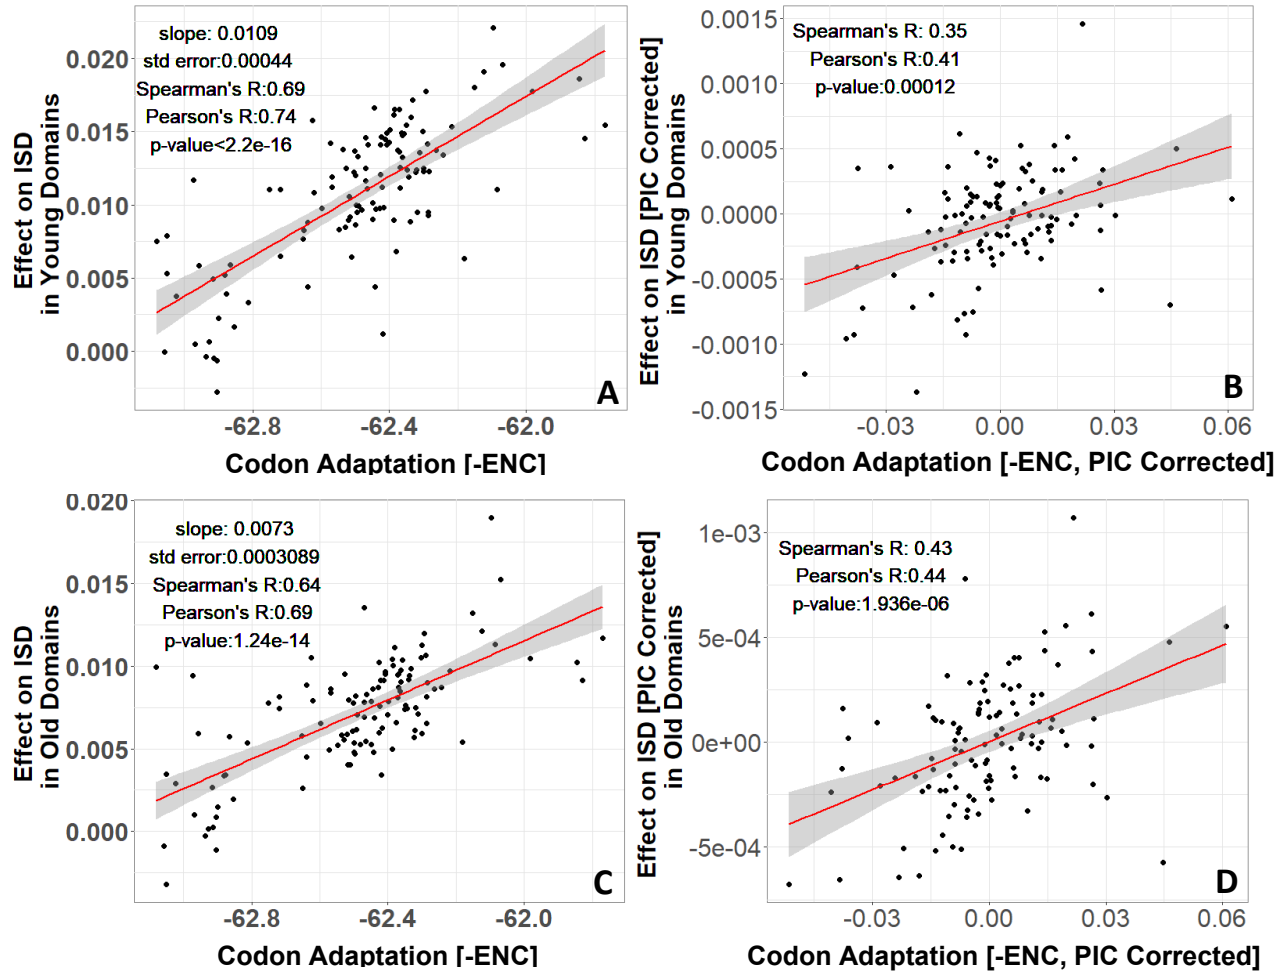 slope: 0.0109
std error:0.00044
Spearman's R:0.69
Pearson's R:0.74
p-value<2.2e-16
0.020
0.015
0.010
0.005
0.000
Effect on ISD
in Young Domains
-62.8 -62.4 -62.0
Codon Adaptation [-ENC]
A
Spearman's R: 0.35
Pearson's R:0.41
p-value:0.00012
0.0015
0.0010
0.0005
0.0000
-0.0005
-0.0010
-0.0015
Effect on ISD [PIC Corrected]
in Young Domains
-0.03 0.00 0.03 0.06
Codon Adaptation [-ENC, PIC Corrected]
B
slope: 0.0073
std error:0.0003089
Spearman's R:0.64
Pearson's R:0.69
p-value:1.24e-14
0.020
0.015
0.010
0.005
0.000
Effect on ISD
in Old Domains
-62.8 -62.4 -62.0
Codon Adaptation [-ENC]
C
Spearman's R: 0.43
Pearson's R:0.44
p-value:1.936e-06
1e-03
5e-04
0e+00
-5e-04
Effect on ISD [PIC Corrected]
in Old Domains
-0.03 0.00 0.03 0.06
Codon Adaptation [-ENC, PIC Corrected]
D